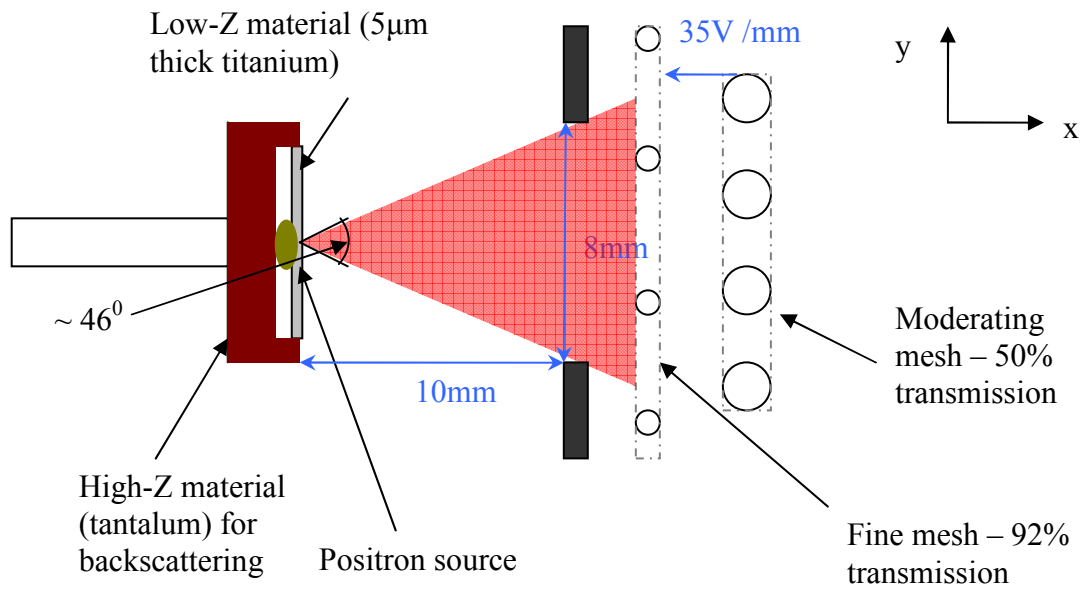 Low-Z material (5μm
thick titanium)
35V /mm
y
x
8mm
~ 46⁰
10mm
Moderating
mesh – 50%
transmission
High-Z material
(tantalum) for
backscattering
Positron source
Fine mesh – 92%
transmission